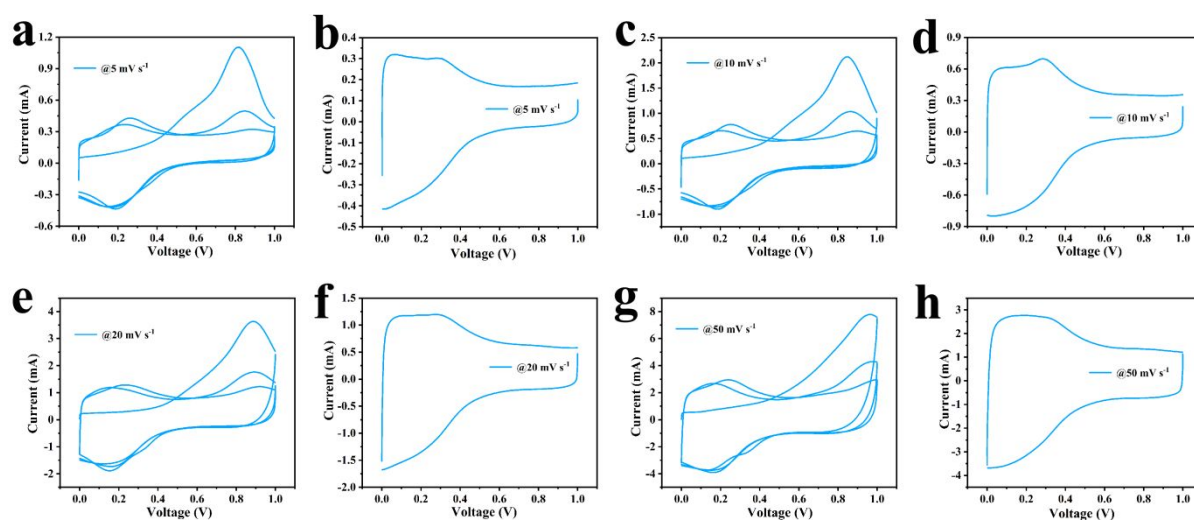 a
1.2
0.9
0.6
0.3
0.0
-0.3
-0.6
Current (mA)
@5 mV s⁻¹
0.0 0.2 0.4 0.6 0.8 1.0
Voltage (V)
b
0.4
0.3
0.2
0.1
0.0
-0.1
-0.2
-0.3
-0.4
-0.5
Current (mA)
@5 mV s⁻¹
0.0 0.2 0.4 0.6 0.8 1.0
Voltage (V)
c
2.5
2.0
1.5
1.0
0.5
0.0
-0.5
-1.0
Current (mA)
@10 mV s⁻¹
0.0 0.2 0.4 0.6 0.8 1.0
Voltage (V)
d
0.9
0.6
0.3
0.0
-0.3
-0.6
-0.9
Current (mA)
@10 mV s⁻¹
0.0 0.2 0.4 0.6 0.8 1.0
Voltage (V)
e
4
3
2
1
0
-1
-2
Current (mA)
@20 mV s⁻¹
0.0 0.2 0.4 0.6 0.8 1.0
Voltage (V)
f
1.5
1.0
0.5
0.0
-0.5
-1.0
-1.5
-2.0
Current (mA)
@20 mV s⁻¹
0.0 0.2 0.4 0.6 0.8 1.0
Voltage (V)
g
8
6
4
2
0
-2
-4
Current (mA)
@50 mV s⁻¹
0.0 0.2 0.4 0.6 0.8 1.0
Voltage (V)
h
3
2
1
0
-1
-2
-3
-4
Current (mA)
@50 mV s⁻¹
0.0 0.2 0.4 0.6 0.8 1.0
Voltage (V)